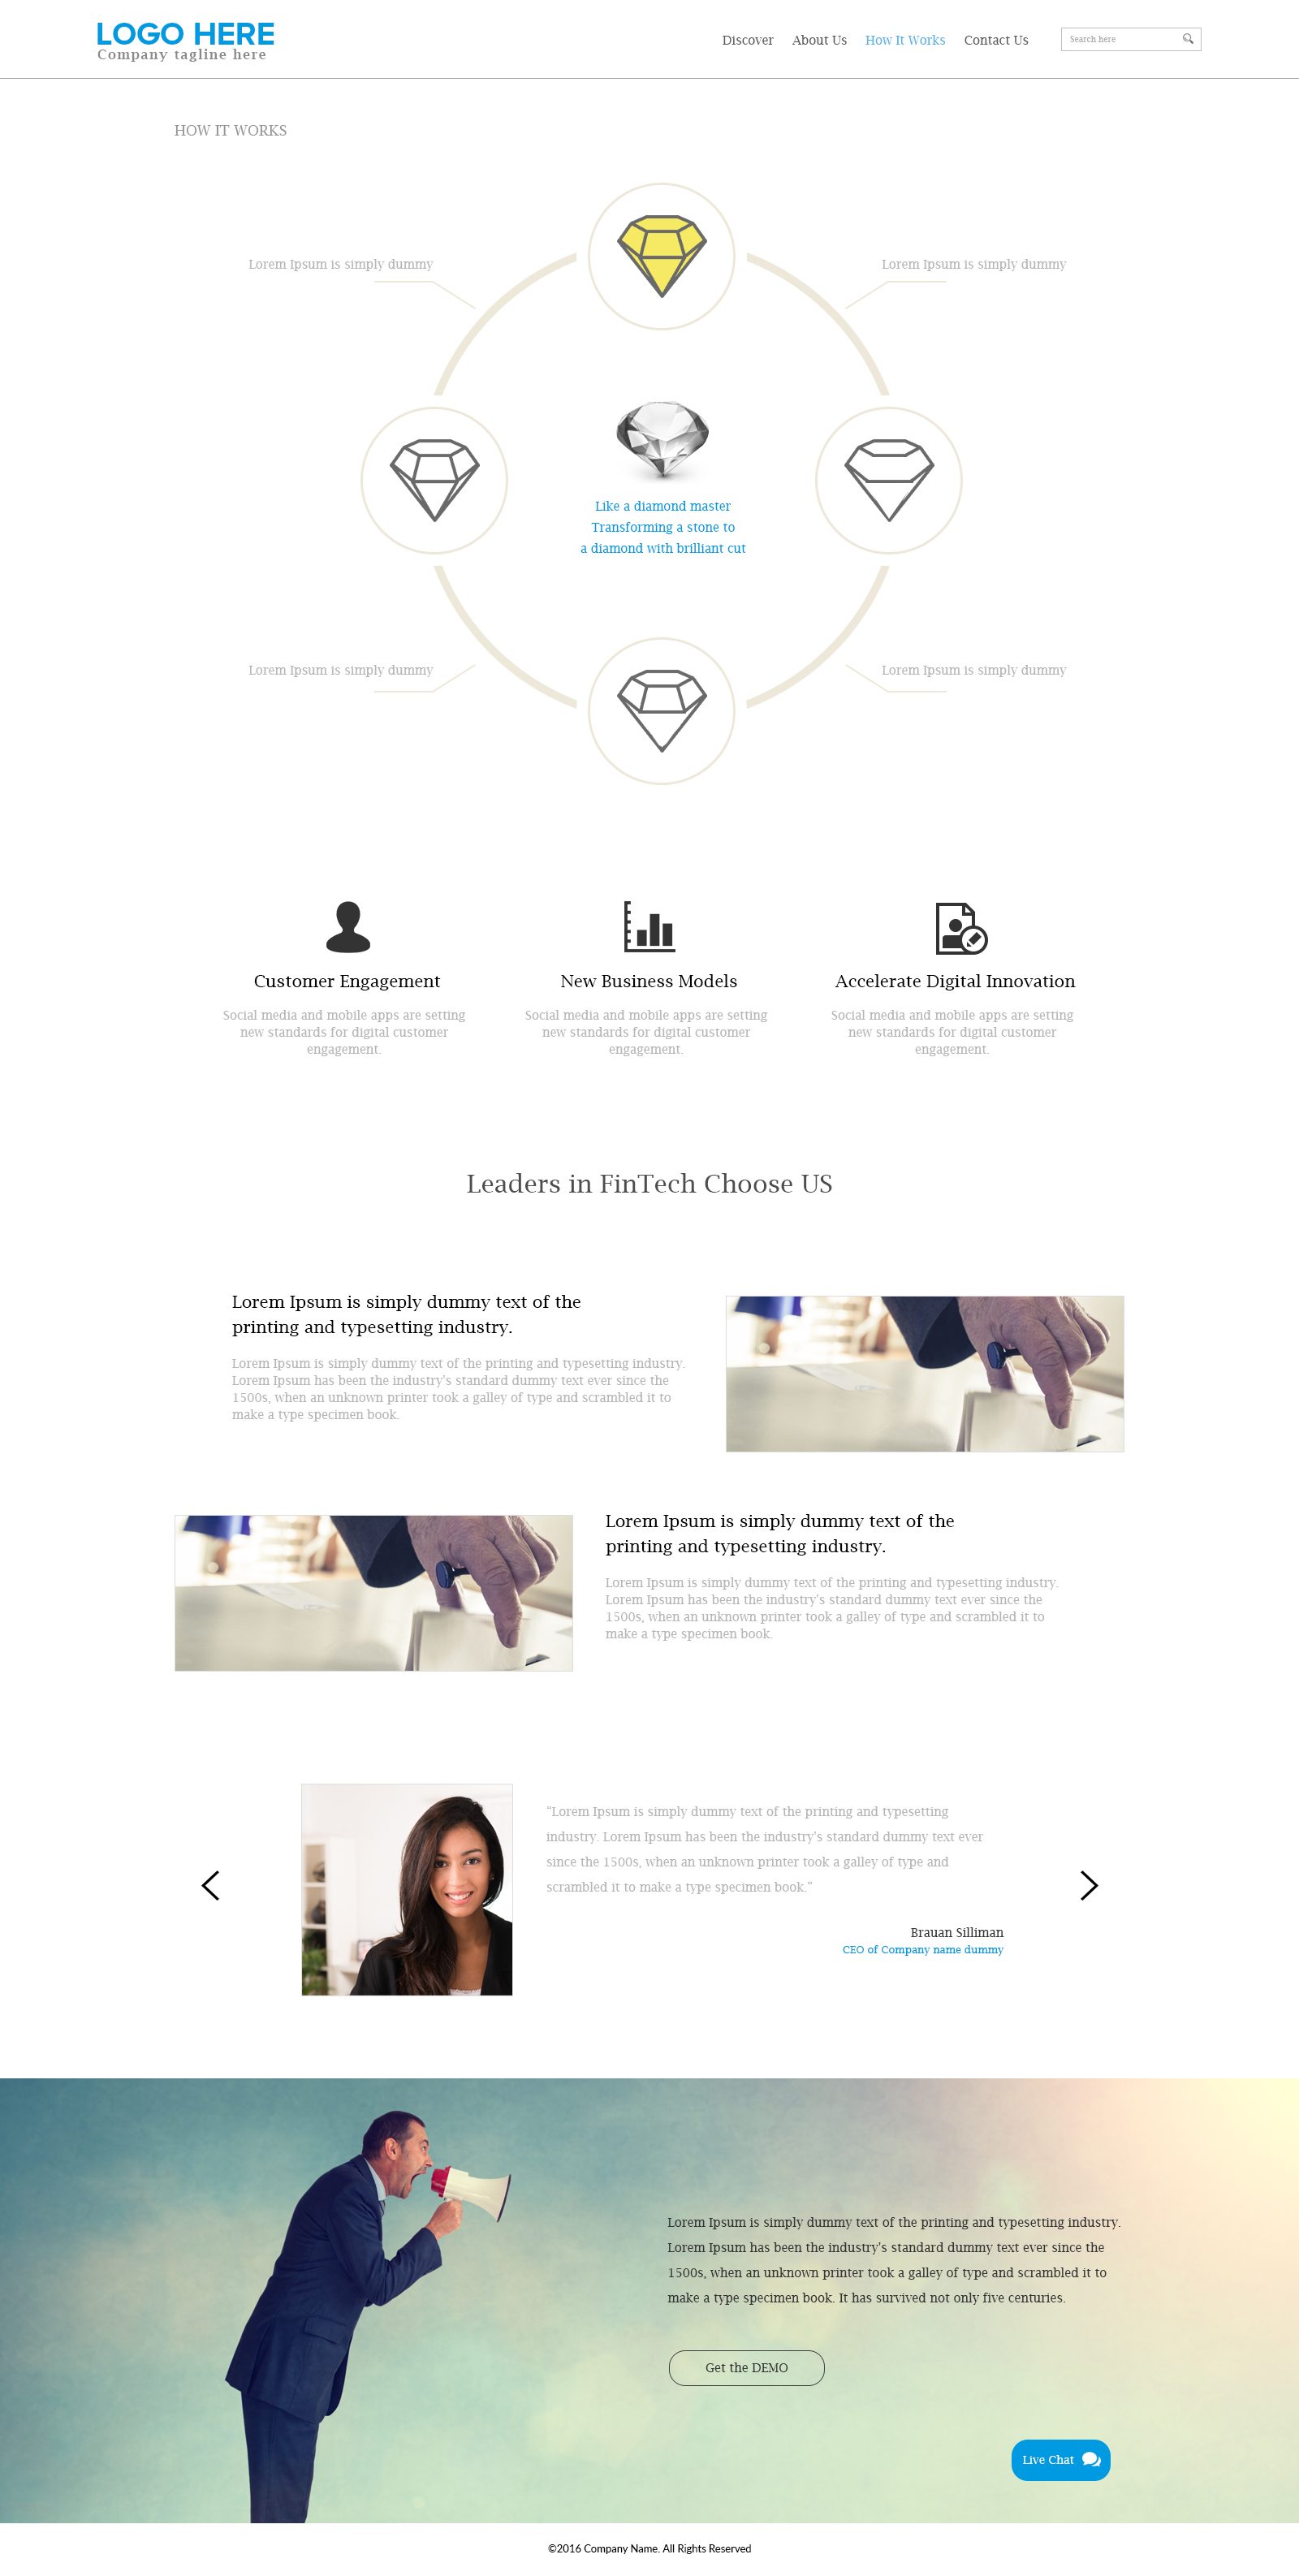 LOGO HERE
Company tagline here
Discover About Us How It Works Contact Us
Search here
HOW IT WORKS
Lorem Ipsum is simply dummy
Lorem Ipsum is simply dummy
Like a diamond master
Transforming a stone to
a diamond with brilliant cut
Lorem Ipsum is simply dummy
Lorem Ipsum is simply dummy
Customer Engagement
Social media and mobile apps are setting
new standards for digital customer
engagement.
New Business Models
Social media and mobile apps are setting
new standards for digital customer
engagement.
Accelerate Digital Innovation
Social media and mobile apps are setting
new standards for digital customer
engagement.
Leaders in FinTech Choose US
Lorem Ipsum is simply dummy text of the
printing and typesetting industry.
Lorem Ipsum is simply dummy text of the printing and typesetting industry.
Lorem Ipsum has been the industry's standard dummy text ever since the
1500s, when an unknown printer took a galley of type and scrambled it to
make a type specimen book.
Lorem Ipsum is simply dummy text of the
printing and typesetting industry.
Lorem Ipsum is simply dummy text of the printing and typesetting industry.
Lorem Ipsum has been the industry's standard dummy text ever since the
1500s, when an unknown printer took a galley of type and scrambled it to
make a type specimen book.
“Lorem Ipsum is simply dummy text of the printing and typesetting
industry. Lorem Ipsum has been the industry's standard dummy text ever
since the 1500s, when an unknown printer took a galley of type and
scrambled it to make a type specimen book.”
Brauan Silliman
CEO of Company name dummy
Lorem Ipsum is simply dummy text of the printing and typesetting industry.
Lorem Ipsum has been the industry's standard dummy text ever since the
1500s, when an unknown printer took a galley of type and scrambled it to
make a type specimen book. It has survived not only five centuries.
Get the DEMO
Live Chat
©2016 Company Name. All Rights Reserved